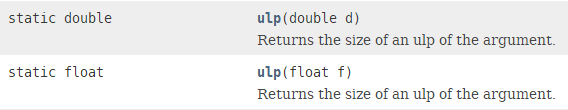 static double ulp(double d)
Returns the size of an ulp of the argument.
static float ulp(float f)
Returns the size of an ulp of the argument.